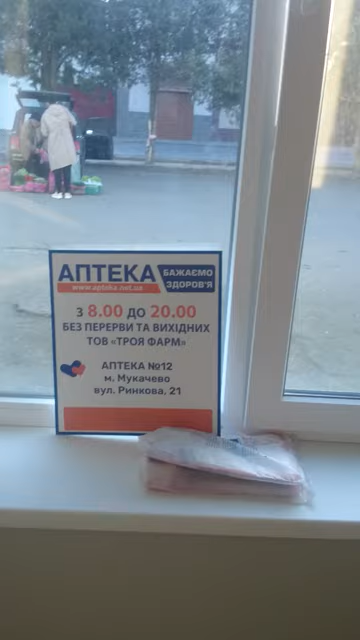 АПТЕКА
БАЖАЄМО
ЗДОРОВ'Я
www.apteka.net.ua
З 8.00 ДО 20.00
БЕЗ ПЕРЕРВИ ТА ВИХІДНИХ
ТОВ «ТРОЯ ФАРМ»
АПТЕКА №12
м. Мукачево
вул. Ринкова, 21